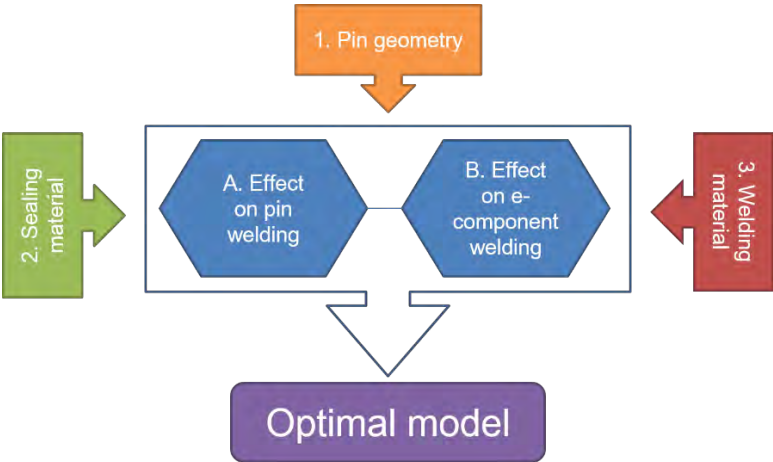 1. Pin geometry
2. Sealing
material
A. Effect
on pin
welding
B. Effect
on e-
component
welding
3. Welding
material
Optimal model